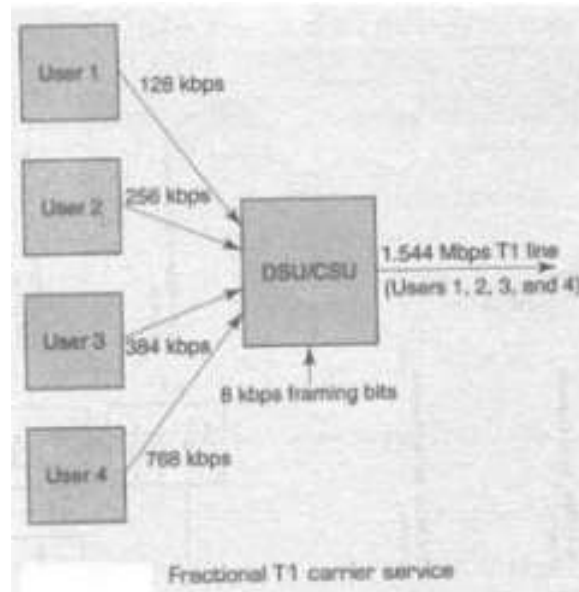 User 1
128 kbps
User 2
256 kbps
DSU/CSU
1.544 Mbps T1 line
(Users 1, 2, 3, and 4)
User 3
384 kbps
8 kbps framing bits
User 4
768 kbps
Fractional T1 carrier service